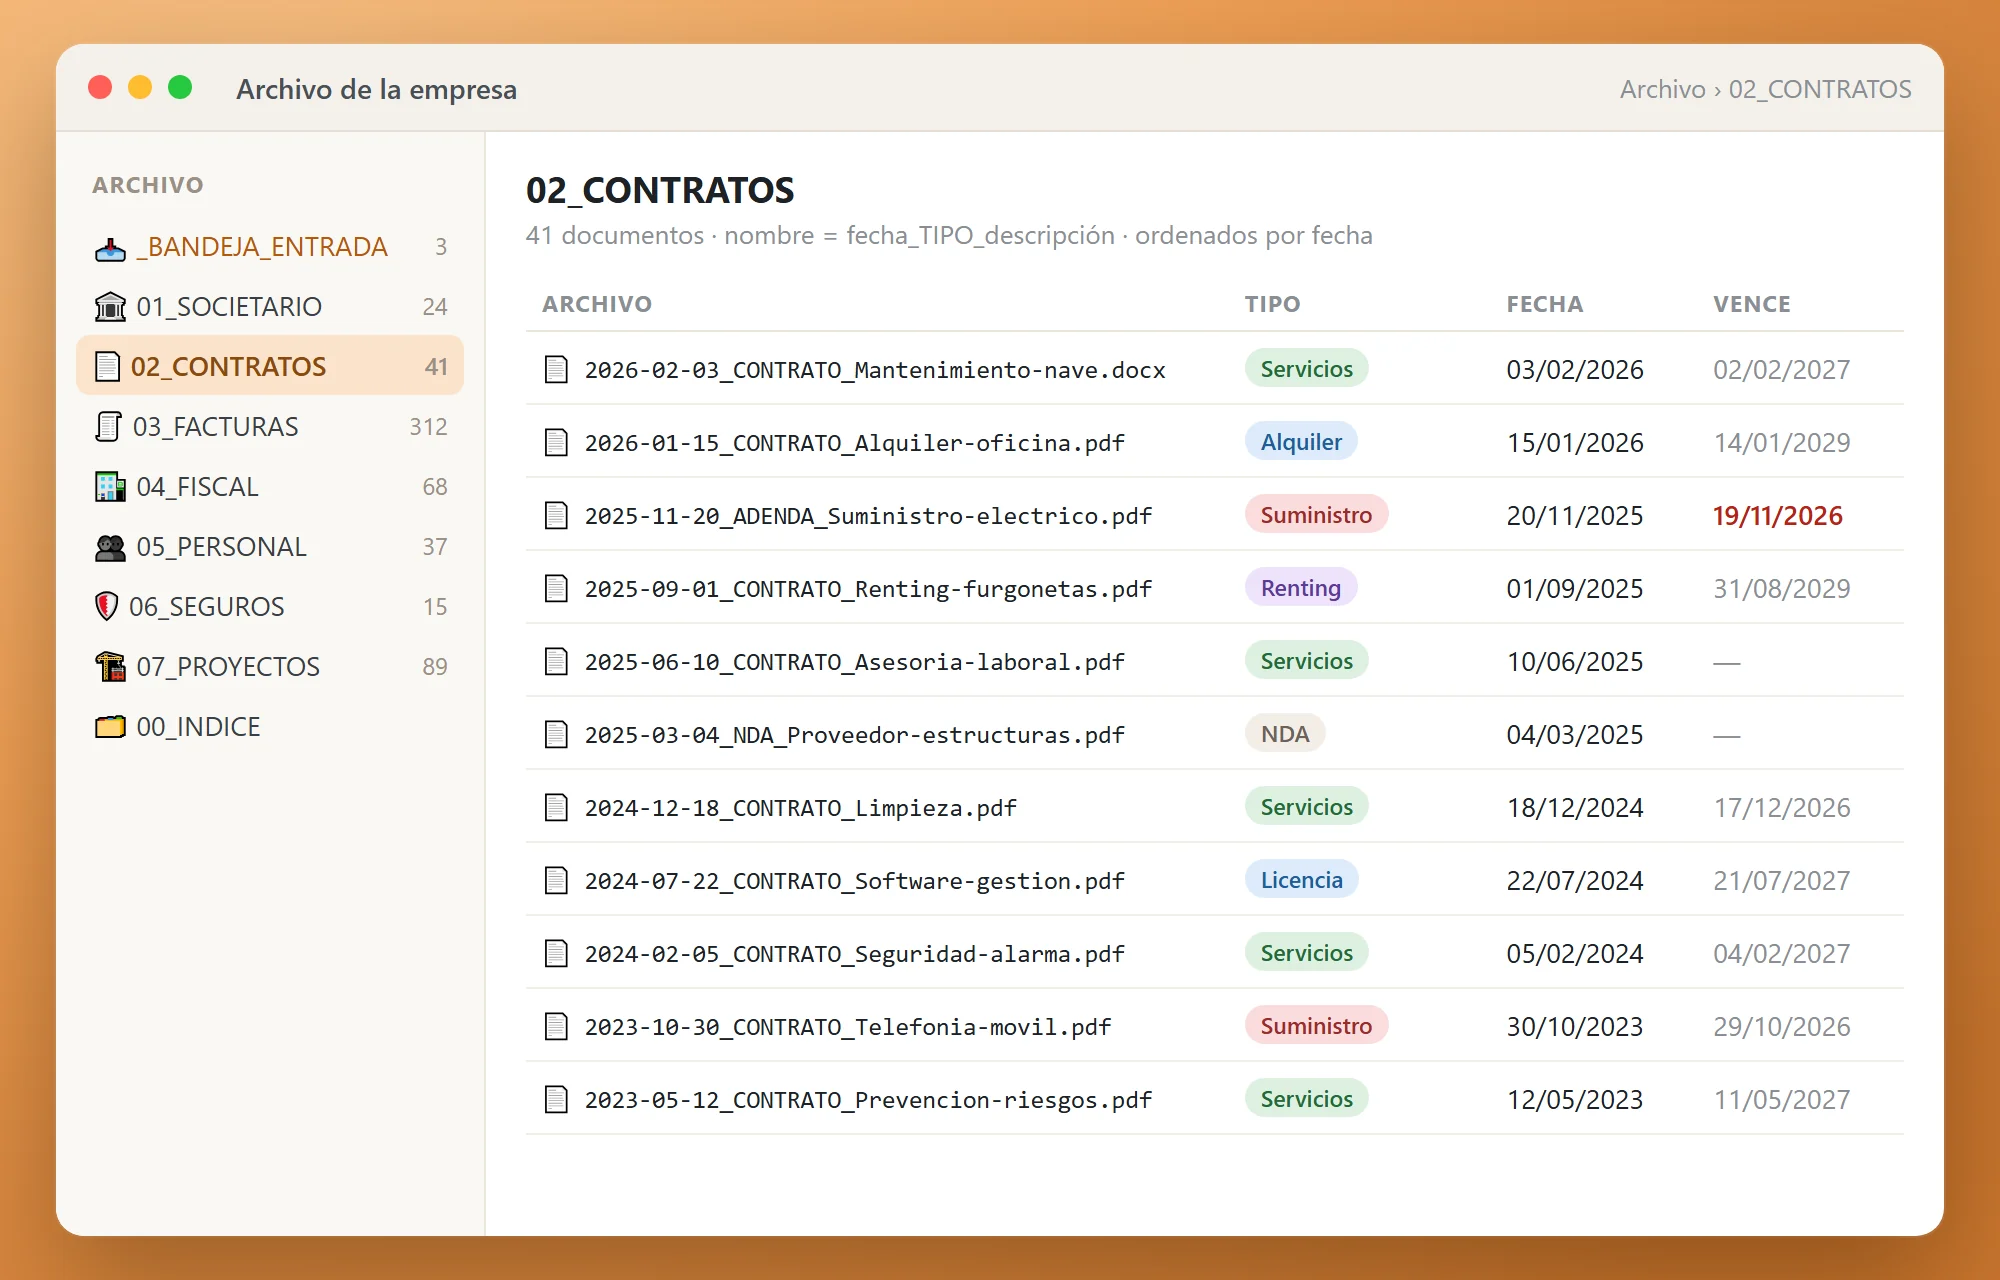 Archivo de la empresa
Archivo › 02_CONTRATOS
ARCHIVO
_BANDEJA_ENTRADA 3
01_SOCIETARIO 24
02_CONTRATOS 41
03_FACTURAS 312
04_FISCAL 68
05_PERSONAL 37
06_SEGUROS 15
07_PROYECTOS 89
00_INDICE
02_CONTRATOS
41 documentos · nombre = fecha_TIPO_descripción · ordenados por fecha
ARCHIVO TIPO FECHA VENCE
2026-02-03_CONTRATO_Mantenimiento-nave.docx Servicios 03/02/2026 02/02/2027
2026-01-15_CONTRATO_Alquiler-oficina.pdf Alquiler 15/01/2026 14/01/2029
2025-11-20_ADENDA_Suministro-electrico.pdf Suministro 20/11/2025 19/11/2026
2025-09-01_CONTRATO_Renting-furgonetas.pdf Renting 01/09/2025 31/08/2029
2025-06-10_CONTRATO_Asesoria-laboral.pdf Servicios 10/06/2025 —
2025-03-04_NDA_Proveedor-estructuras.pdf NDA 04/03/2025 —
2024-12-18_CONTRATO_Limpieza.pdf Servicios 18/12/2024 17/12/2026
2024-07-22_CONTRATO_Software-gestion.pdf Licencia 22/07/2024 21/07/2027
2024-02-05_CONTRATO_Seguridad-alarma.pdf Servicios 05/02/2024 04/02/2027
2023-10-30_CONTRATO_Telefonia-movil.pdf Suministro 30/10/2023 29/10/2026
2023-05-12_CONTRATO_Prevencion-riesgos.pdf Servicios 12/05/2023 11/05/2027